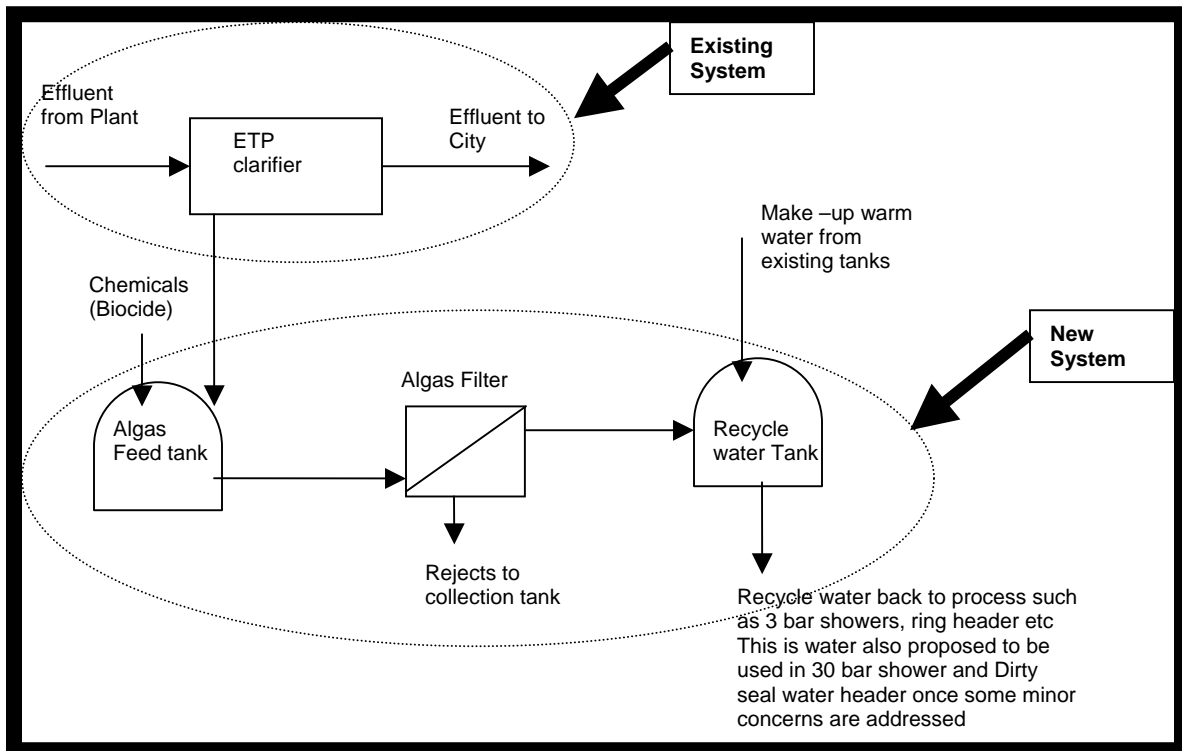 Existing
System
Effluent
from Plant
Effluent to
City
ETP
clarifier
Make –up warm
water from
existing tanks
Chemicals
(Biocide)
New
System
Algas Filter
Algas
Feed tank
Recycle
water Tank
Rejects to
collection tank
Recycle water back to process such
as 3 bar showers, ring header etc
This is water also proposed to be
used in 30 bar shower and Dirty
seal water header once some minor
concerns are addressed